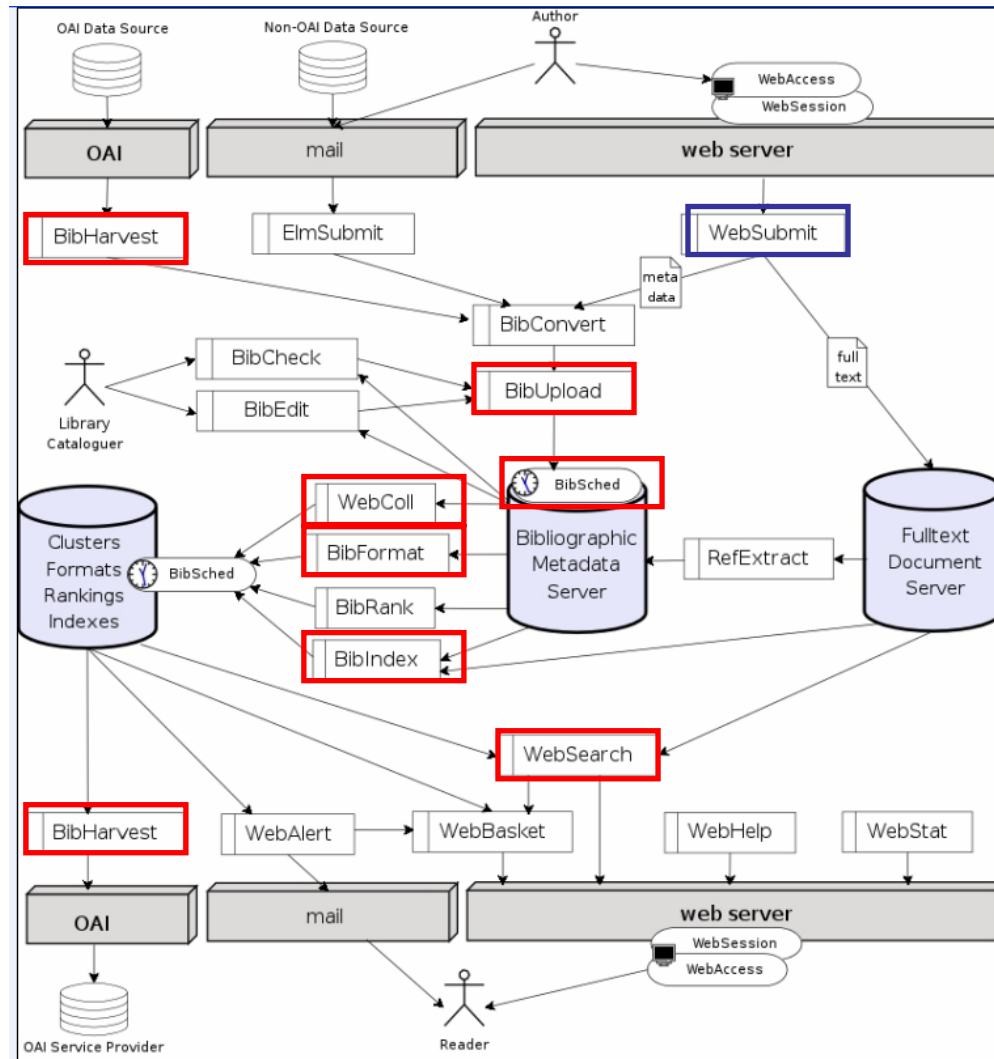 OAI Data Source
Non-OAI Data Source
Author
WebAccess
WebSession
OAI
mail
web server
BibHarvest
ElmSubmit
WebSubmit
meta
data
BibConvert
full
text
BibCheck
BibUpload
BibEdit
Library
Cataloguer
BibSched
WebColl
Clusters
Formats
Rankings
Indexes
BibSched
BibFormat
BibRank
BibIndex
Bibliographic
Metadata
Server
RefExtract
Fulltext
Document
Server
WebSearch
BibHarvest
WebAlert
WebBasket
WebHelp
WebStat
OAI
mail
web server
WebSession
WebAccess
OAI Service Provider
Reader